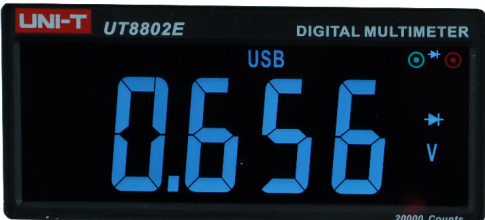 UNI-T UT8802E DIGITAL MULTIMETER
USB
0.656
V
20000 Counts